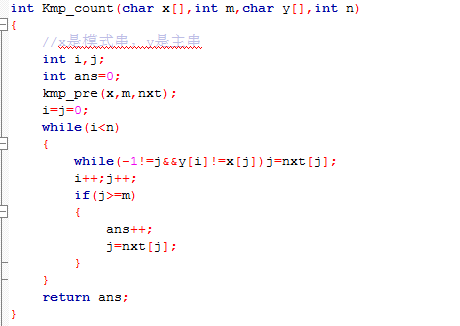 int Kmp_count(char x[],int m,char y[],int n)
{
//x是模式串，y是主串
int i,j;
int ans=0;
kmp_pre(x,m,nxt);
i=j=0;
while(i<n)
{
while(-1!=j&&y[i]!=x[j])j=nxt[j];
i++;j++;
if(j>=m)
{
ans++;
j=nxt[j];
}
}
return ans;
}